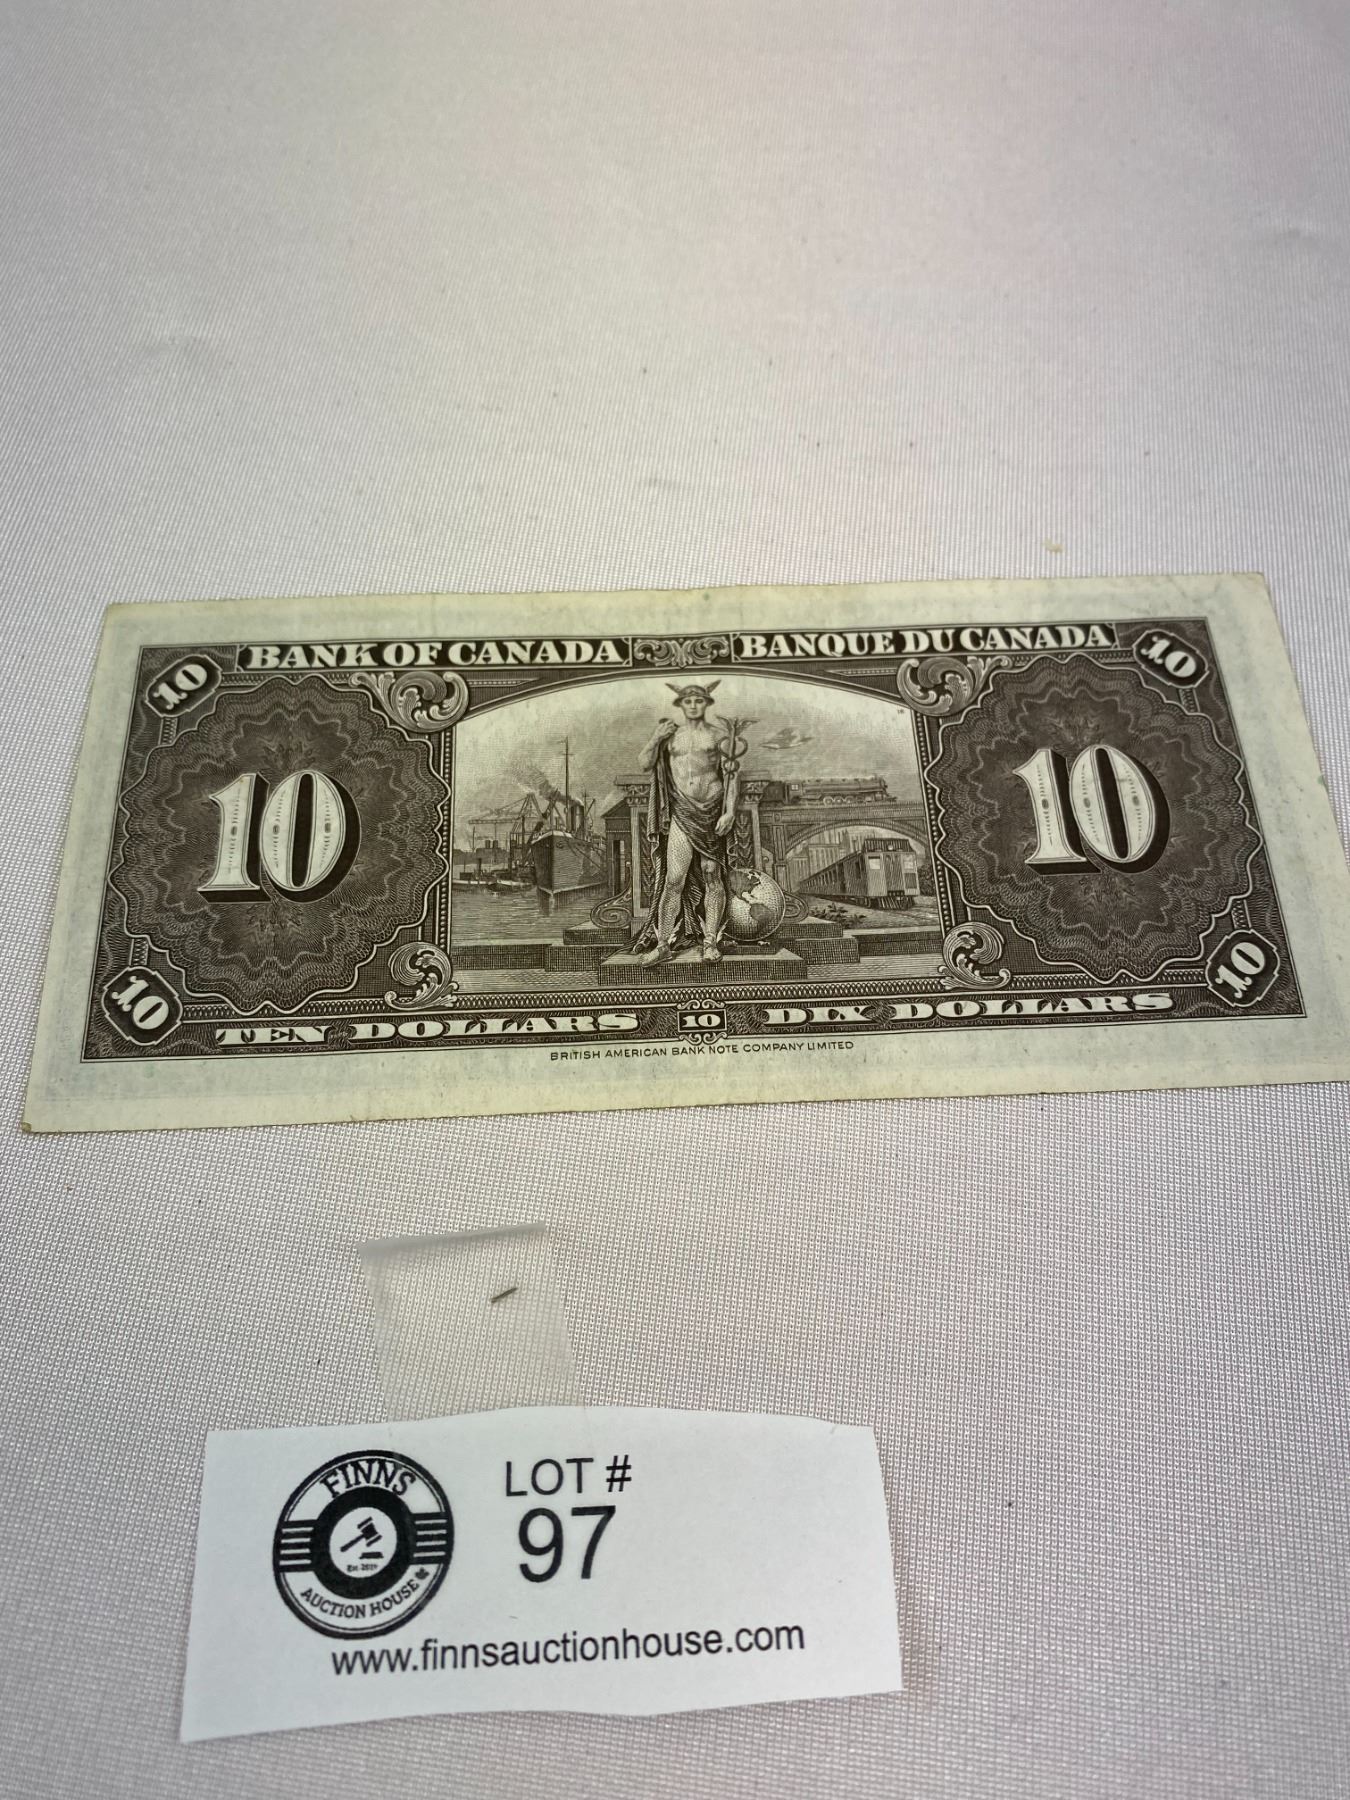 10 BANK OF CANADA BANQUE DU CANADA 10
10 10
10 TEN DOLLARS 10 DIX DOLLARS 10
BRITISH AMERICAN BANK NOTE COMPANY LIMITED
FINNS
AUCTION HOUSE
LOT #
97
www.finnsauctionhouse.com